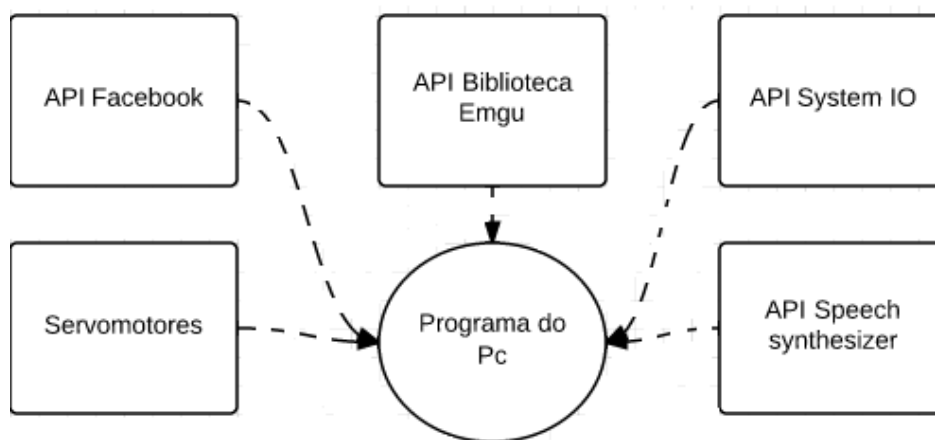 API Facebook
API Biblioteca
Emgu
API System IO
Servomotores
Programa do
Pc
API Speech
synthesizer